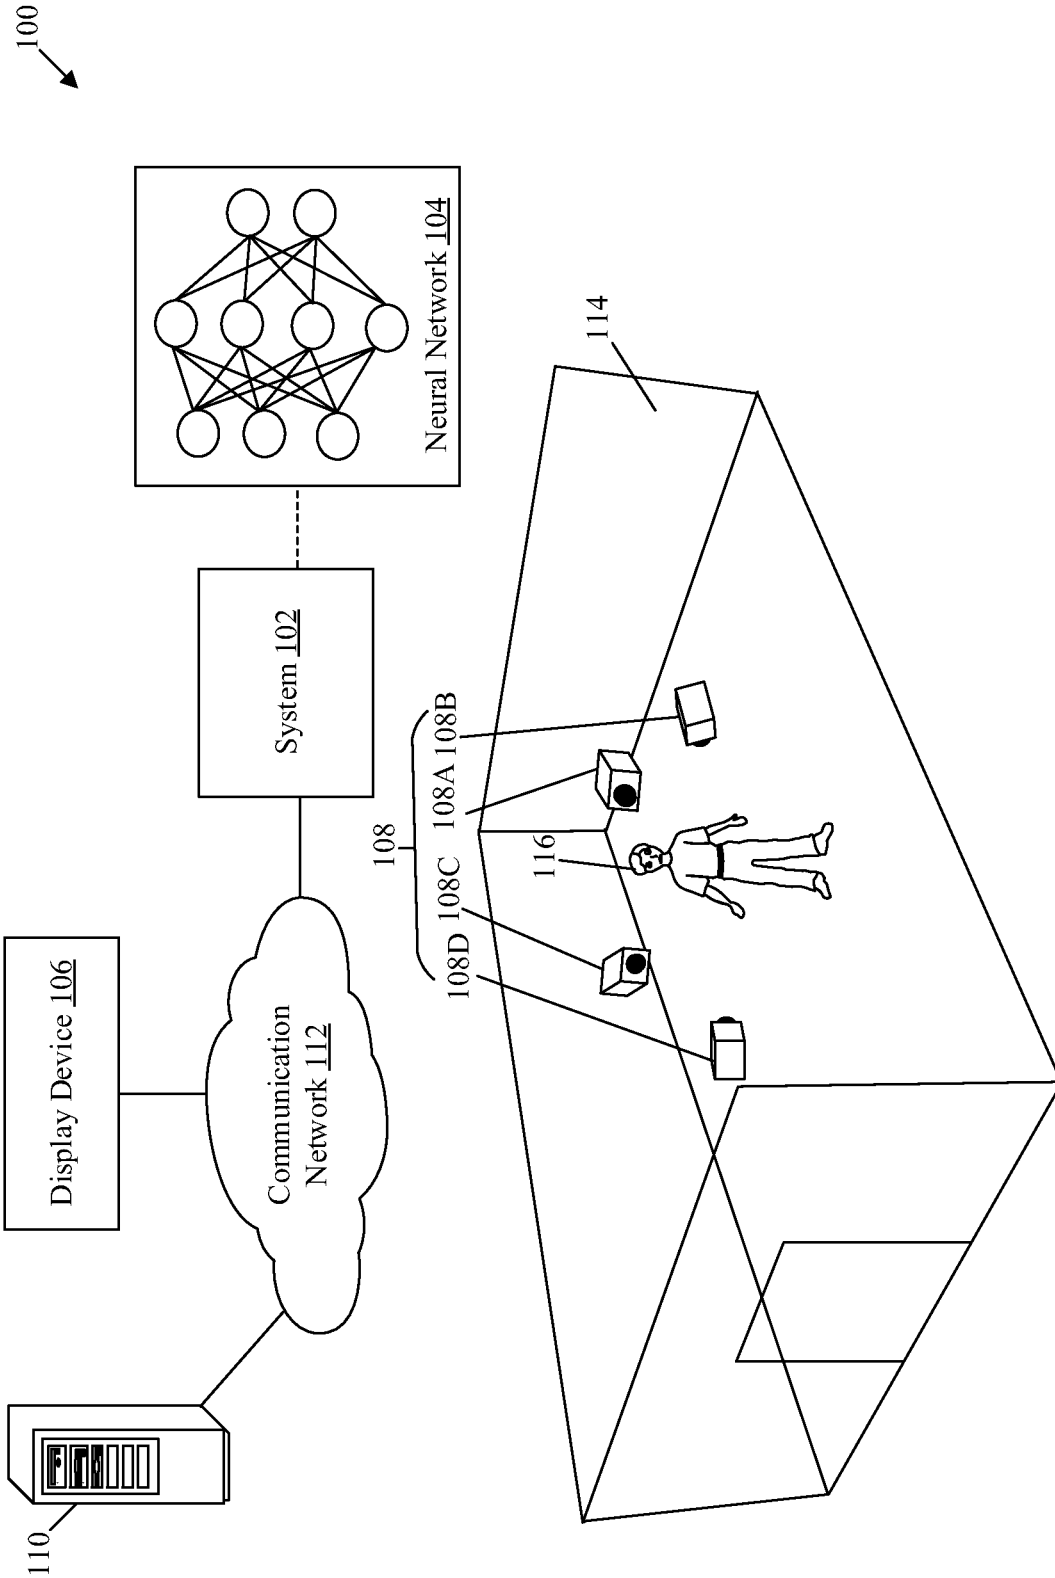 100
110
Display Device 106
Communication
Network 112
System 102
Neural Network 104
108
108D
108C
108A
108B
116
114